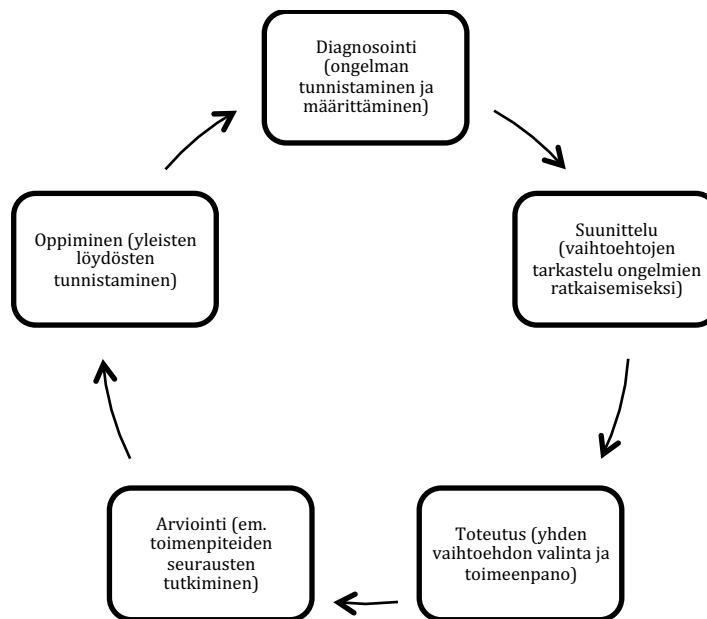 Diagnosointi
(ongelman
tunnistaminen ja
määrittäminen)
Suunittelu
(vaihtoehtojen
tarkastelu ongelmien
ratkaisemiseksi)
Toteutus (yhden
vaihtoehdon valinta ja
toimeenpano)
Arviointi (em.
toimenpiteiden
seurausten
tutkiminen)
Oppiminen (yleisten
löydösten
tunnistaminen)